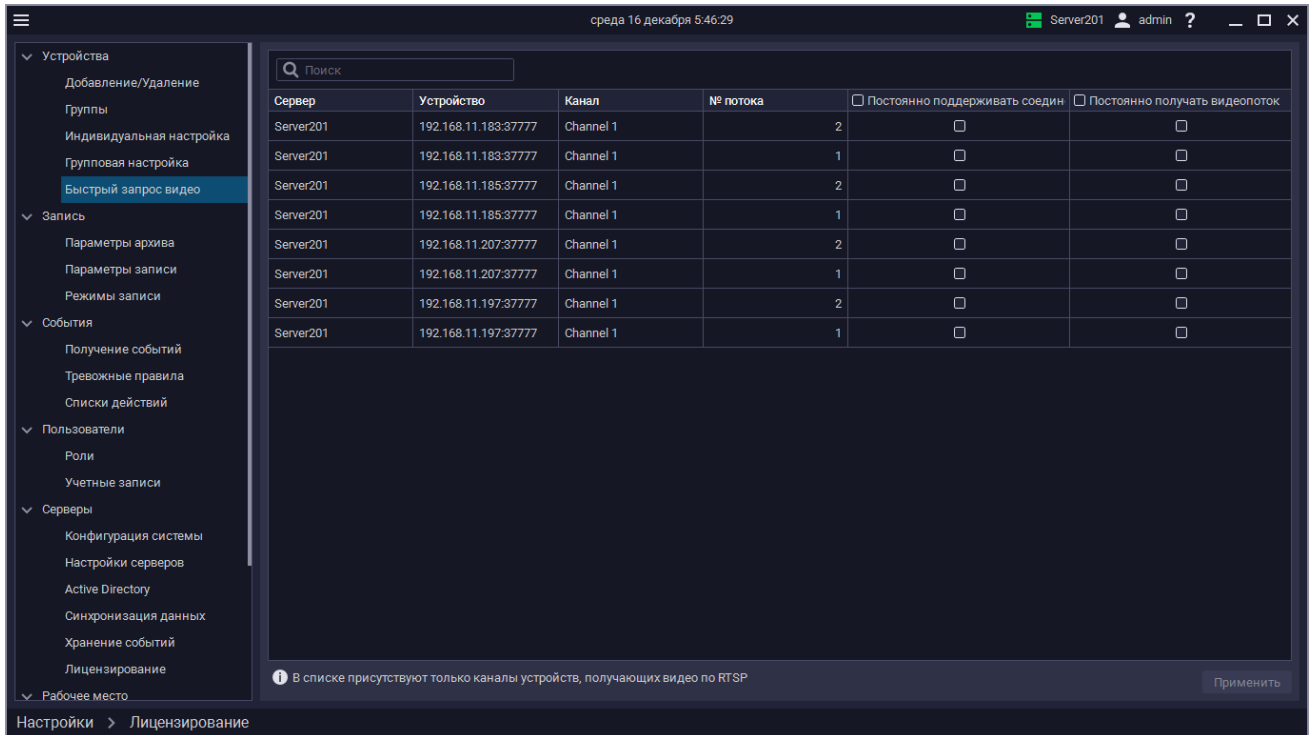 среда 16 декабря 5:46:29
Server201 admin ?
Устройства
Добавление/Удаление
Группы
Индивидуальная настройка
Групповая настройка
Быстрый запрос видео
Запись
Параметры архива
Параметры записи
Режимы записи
События
Получение событий
Тревожные правила
Списки действий
Пользователи
Роли
Учетные записи
Серверы
Конфигурация системы
Настройки серверов
Active Directory
Синхронизация данных
Хранение событий
Лицензирование
Рабочее место
Поиск
Сервер Устройство Канал № потока Постоянно поддерживать соедин Постоянно получать видеопоток
Server201 192.168.11.183:37777 Channel 1 2
Server201 192.168.11.183:37777 Channel 1 1
Server201 192.168.11.185:37777 Channel 1 2
Server201 192.168.11.185:37777 Channel 1 1
Server201 192.168.11.207:37777 Channel 1 2
Server201 192.168.11.207:37777 Channel 1 1
Server201 192.168.11.197:37777 Channel 1 2
Server201 192.168.11.197:37777 Channel 1 1
В списке присутствуют только каналы устройств, получающих видео по RTSP
Применить
Настройки > Лицензирование